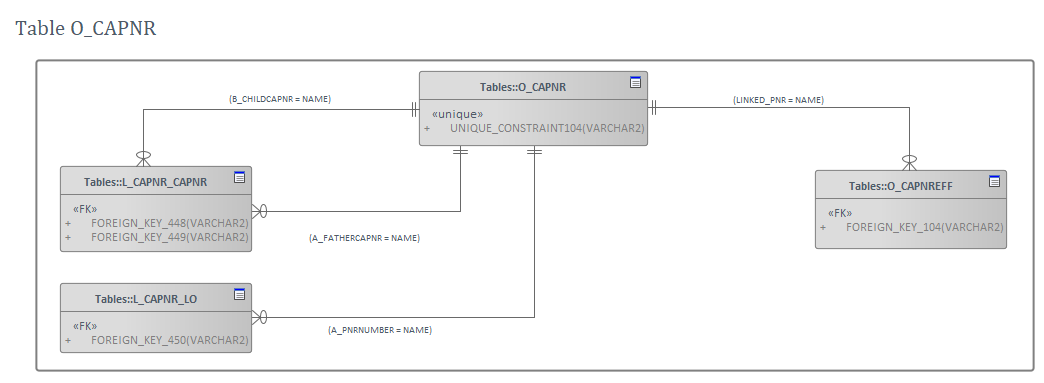 Table O_CAPNR
Tables::O_CAPNR
«unique»
+ UNIQUE_CONSTRAINT104(VARCHAR2)
(B_CHILDCAPNR = NAME)
(LINKED_PNR = NAME)
Tables::L_CAPNR_CAPNR
«FK»
+ FOREIGN_KEY_448(VARCHAR2)
+ FOREIGN_KEY_449(VARCHAR2)
(A_FATHERCAPNR = NAME)
Tables::O_CAPNREFF
«FK»
+ FOREIGN_KEY_104(VARCHAR2)
Tables::L_CAPNR_LO
«FK»
+ FOREIGN_KEY_450(VARCHAR2)
(A_PNRNUMBER = NAME)